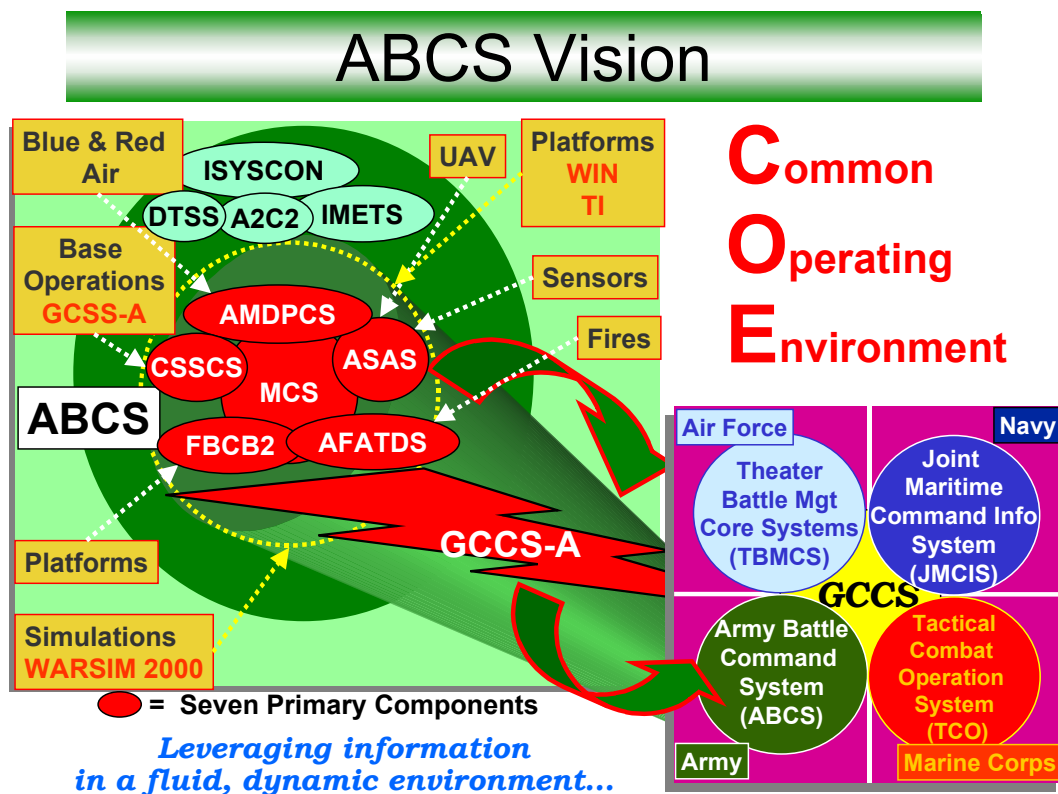 ABCS Vision
Blue & Red
Air
ISYSCON
DTSS
A2C2
IMETS
UAV
Platforms
WIN
TI
Common
Operating
Environment
Base
Operations
GCSS-A
Sensors
Fires
AMDPCS
CSSCS
MCS
ASAS
ABCS
FBCB2
AFATDS
GCCS-A
Platforms
Simulations
WARSIM 2000
= Seven Primary Components
Leveraging information
in a fluid, dynamic environment...
Air Force
Theater
Battle Mgt
Core Systems
(TBMCS)
Navy
Joint
Maritime
Command Info
System
(JMCIS)
GCCS
Army Battle
Command
System
(ABCS)
Army
Tactical
Combat
Operation
System
(TCO)
Marine Corps